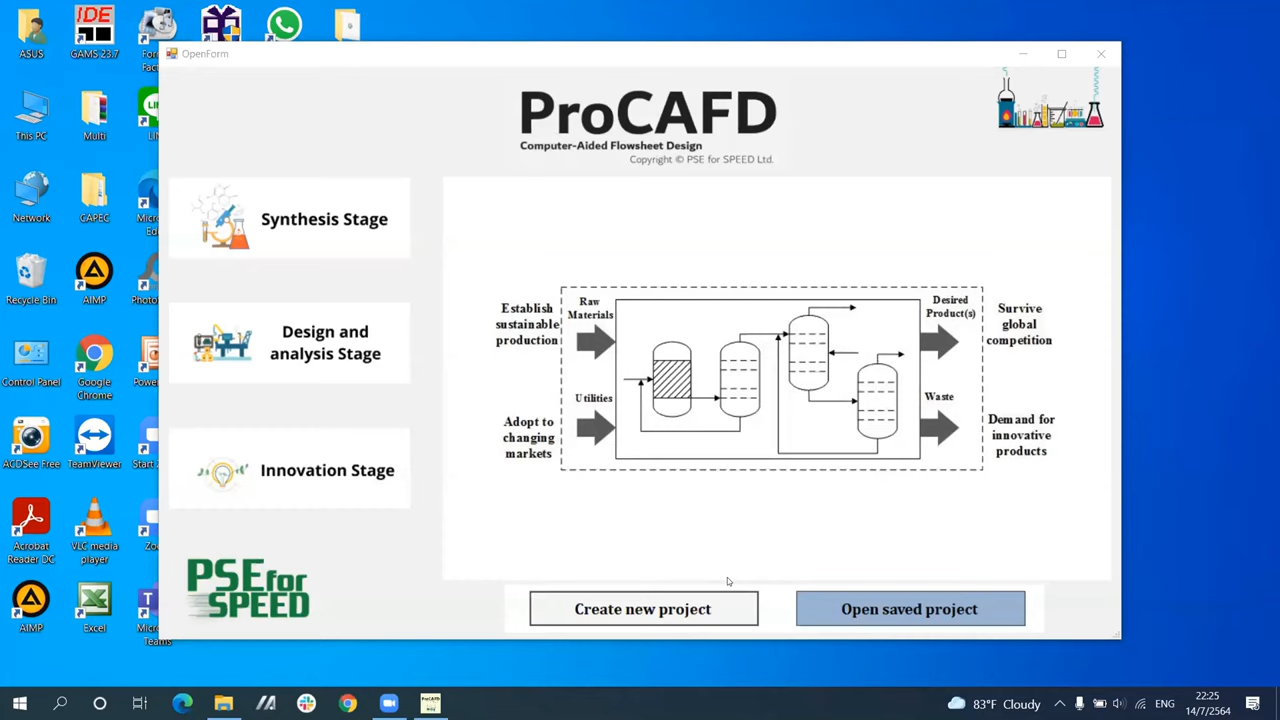 ASUS
GAMS 23.7
This PC
Multi
Network
CAPEC
Recycle Bin
AIMP
Control Panel
Google
Chrome
ACDSee Free
TeamViewer
Acrobat
Reader DC
VLC media
player
AIMP
Excel
IDE
OpenForm
ProCAFD
Computer-Aided Flowsheet Design
Copyright © PSE for SPEED Ltd.
Synthesis Stage
Design and
analysis Stage
Innovation Stage
PSE for
SPEED
Establish
sustainable
production
Adopt to
changing
markets
Raw
Materials
Utilities
Desired
Product(s)
Waste
Survive
global
competition
Demand for
innovative
products
Create new project
Open saved project
83°F Cloudy
ENG
22:25
14/7/2564